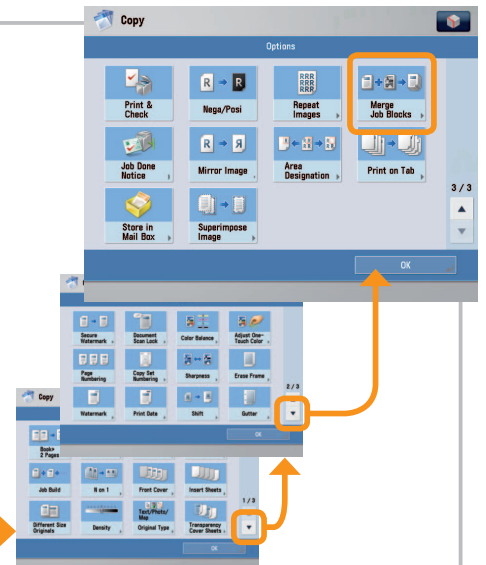 Copy
Options
Print &
Check
Nega/Posi
RRR
RRR
RRR
Repeat
Images
Merge
Job Blocks
Job Done
Notice
Mirror Image
Area
Designation
Print on Tab
3 / 3
Store in
Mail Box
Superimpose
Image
OK
Secure
Watermark
Document
Scan Lock
Color Balance
Adjust One-
Touch Color
Page
Numbering
Copy Set
Numbering
Sharpness
Erase Frame
2 / 3
Watermark
Print Date
Shift
Gutter
OK
Copy
Book▸
2 Pages
Job Build
N on 1
Front Cover
Insert Sheets
1 / 3
Different Size
Originals
Density
Text/Photo/
Map
Original Type
Transparency
Cover Sheets
OK